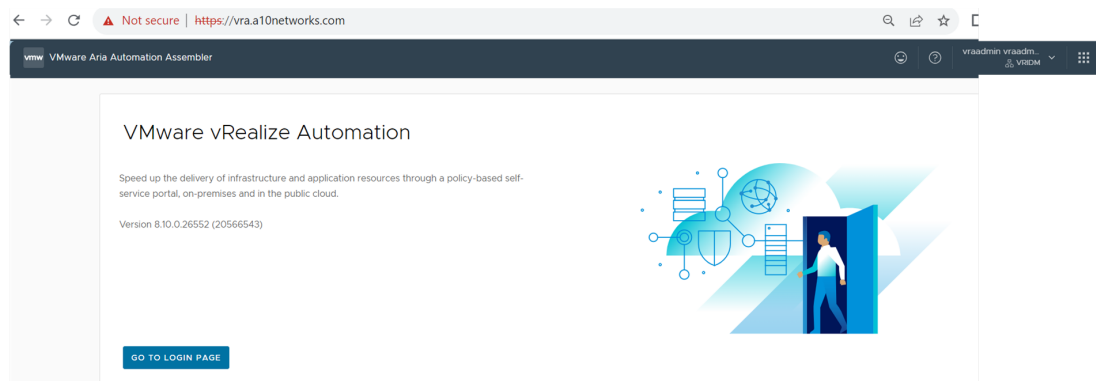 Not secure | https://vra.a10networks.com
vmw VMware Aria Automation Assembler
vraadmin vraadm...
VRIDM
VMware vRealize Automation
Speed up the delivery of infrastructure and application resources through a policy-based self-
service portal, on-premises and in the public cloud.
Version 8.10.0.26552 (20566543)
GO TO LOGIN PAGE